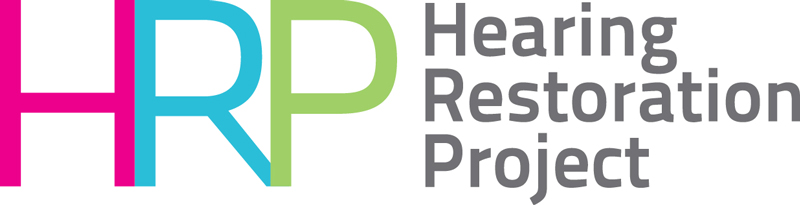 HRP
Hearing
Restoration
Project